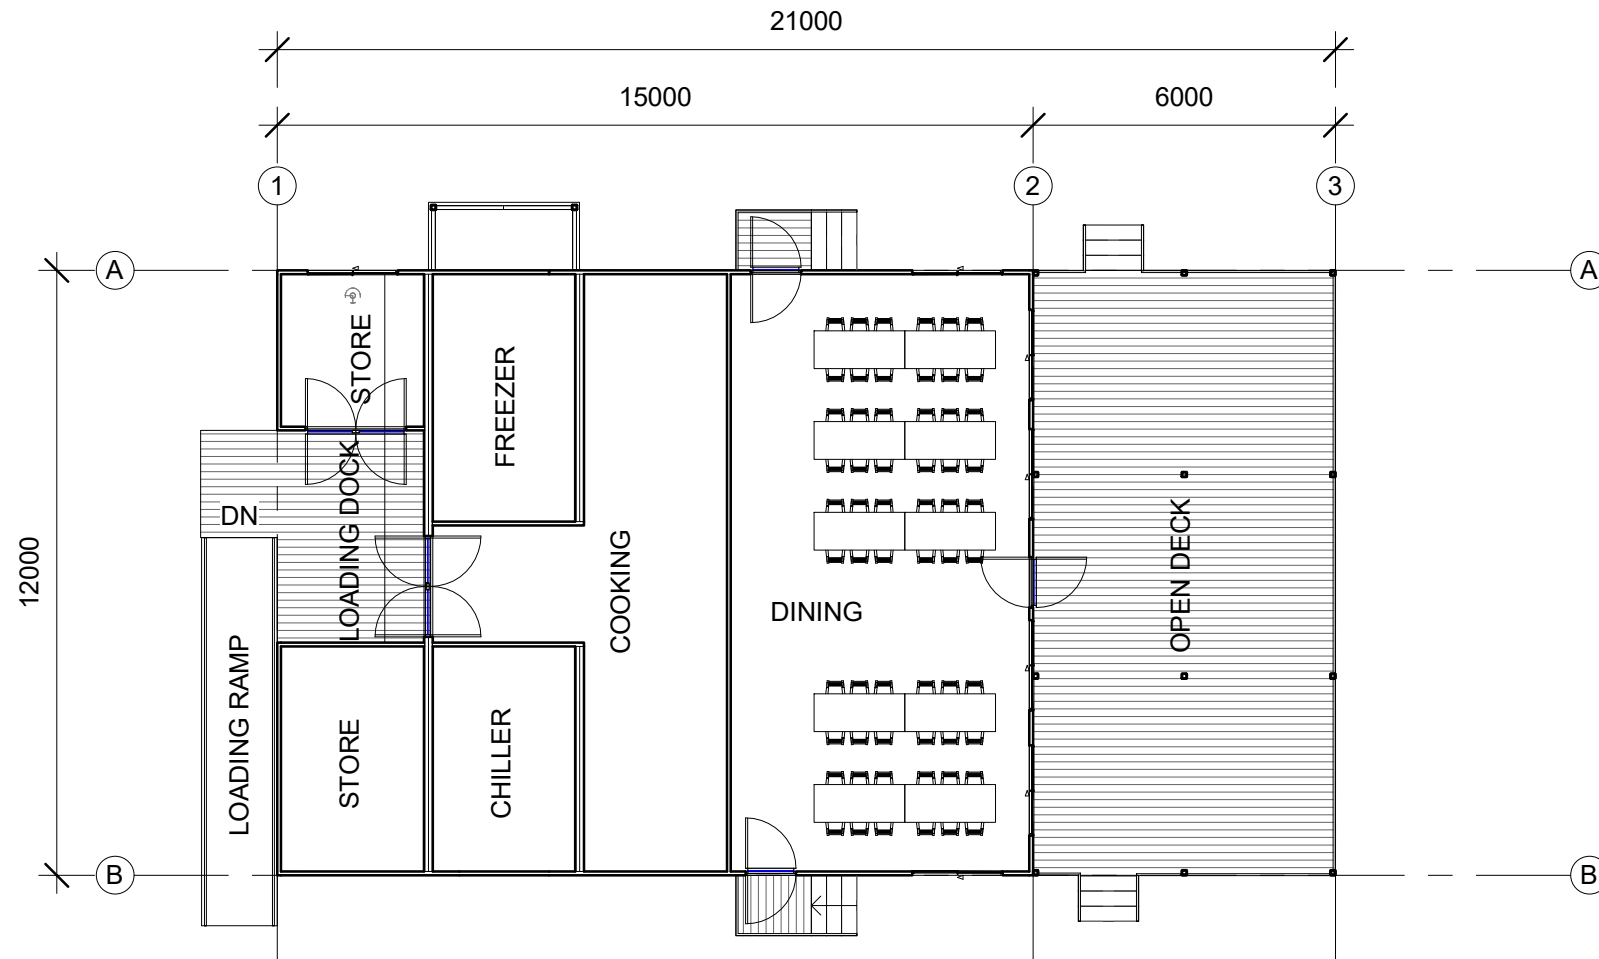 21000
15000
6000
1
2
3
A
A
STORE
FREEZER
LOADING DOCK
DN
12000
COOKING
DINING
OPEN DECK
LOADING RAMP
STORE
CHILLER
B
B